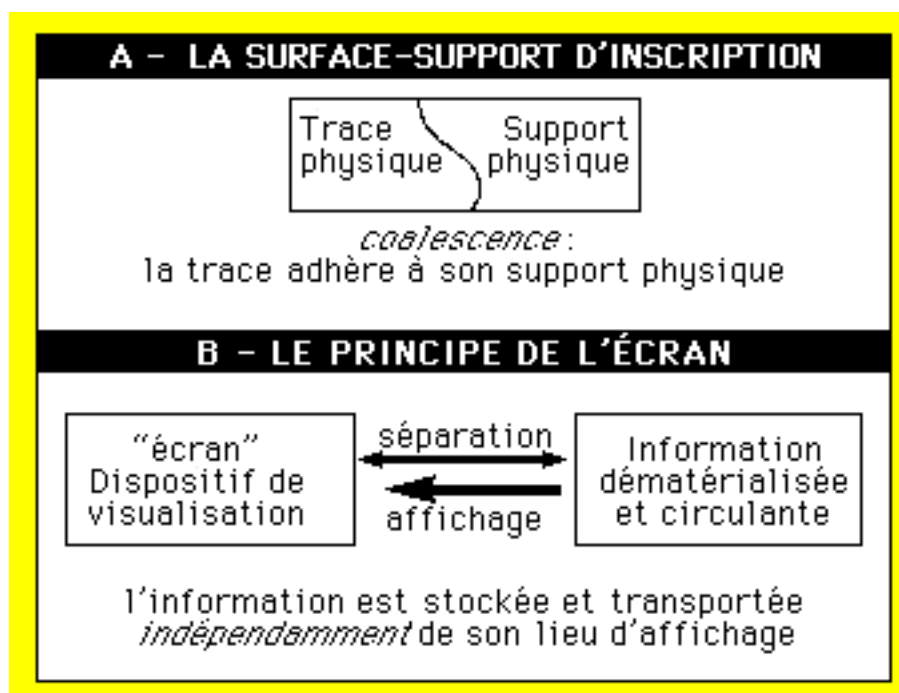 A - LA SURFACE-SUPPORT D'INSCRIPTION
Trace
physique
Support
physique
coalescence :
la trace adhère à son support physique
B - LE PRINCIPE DE L'ÉCRAN
“écran”
Dispositif de
visualisation
séparation
affichage
Information
dématérialisée
et circulante
l'information est stockée et transportée
indépendamment de son lieu d'affichage